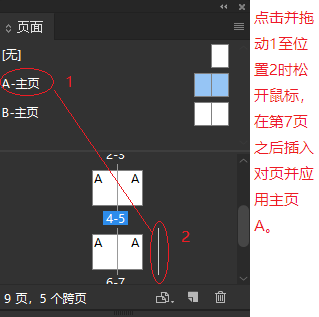 页面
[无]
A-主页
1
B-主页
2-3
A A
4-5
A A
2
6-7
9 页，5 个跨页
点击并拖
动1至位
置2时松
开鼠标，
在第7页
之后插入
对页并应
用主页
A。